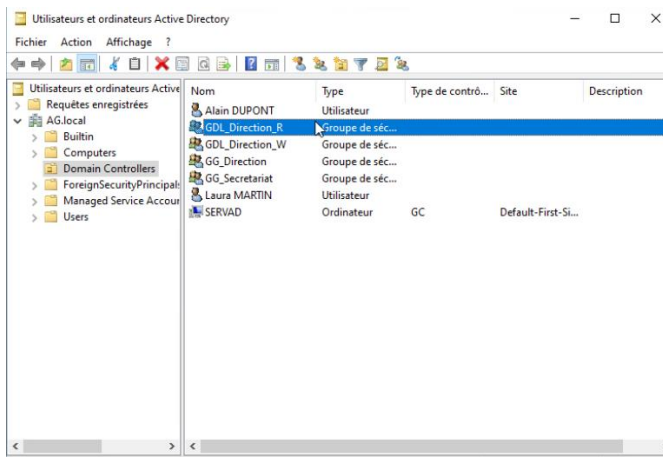 Utilisateurs et ordinateurs Active Directory
Fichier Action Affichage ?
Utilisateurs et ordinateurs Active
Requêtes enregistrées
AG.local
Builtin
Computers
Domain Controllers
ForeignSecurityPrincipals
Managed Service Accour
Users
Nom Type Type de contrô... Site Description
Alain DUPONT Utilisateur
GDL_Direction_R Groupe de séc...
GDL_Direction_W Groupe de séc...
GG_Direction Groupe de séc...
GG_Secretariat Groupe de séc...
Laura MARTIN Utilisateur
SERVAD Ordinateur GC Default-First-Si...